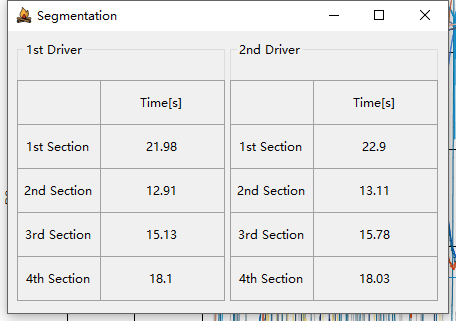 Segmentation
1st Driver
Time[s]
1st Section 21.98
2nd Section 12.91
3rd Section 15.13
4th Section 18.1
2nd Driver
Time[s]
1st Section 22.9
2nd Section 13.11
3rd Section 15.78
4th Section 18.03